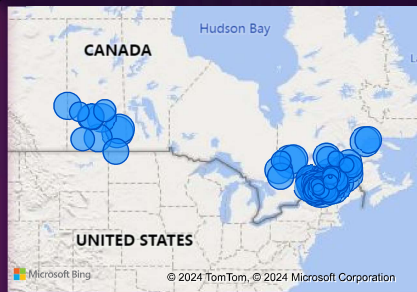 Hudson Bay
CANADA
UNITED STATES
Microsoft Bing
© 2024 TomTom, © 2024 Microsoft Corporation